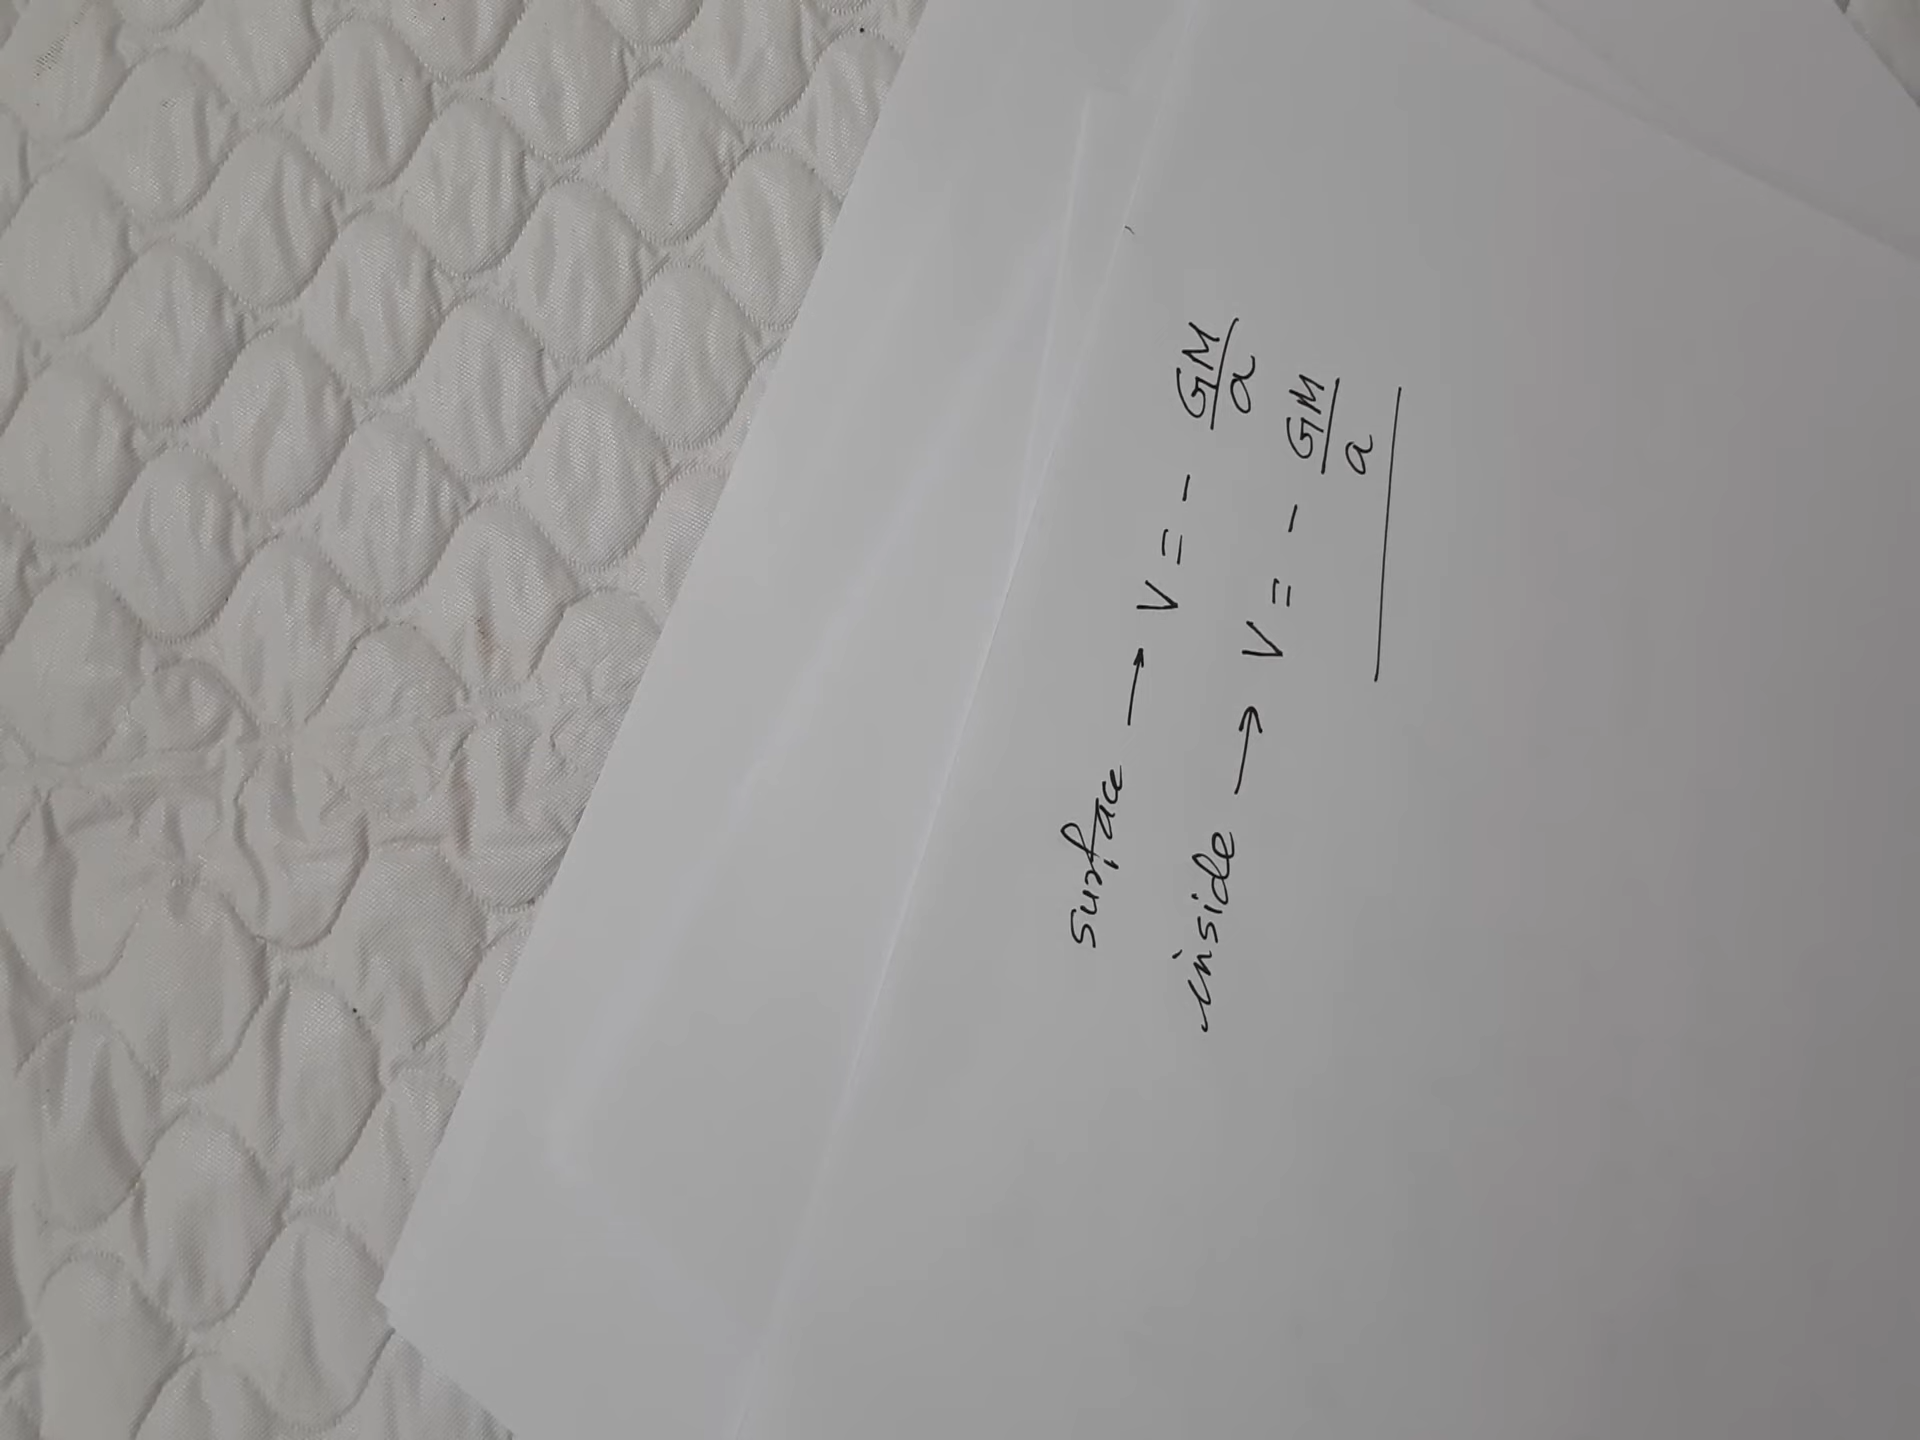 surface → V = - GM/a
inside → V = - GM/a